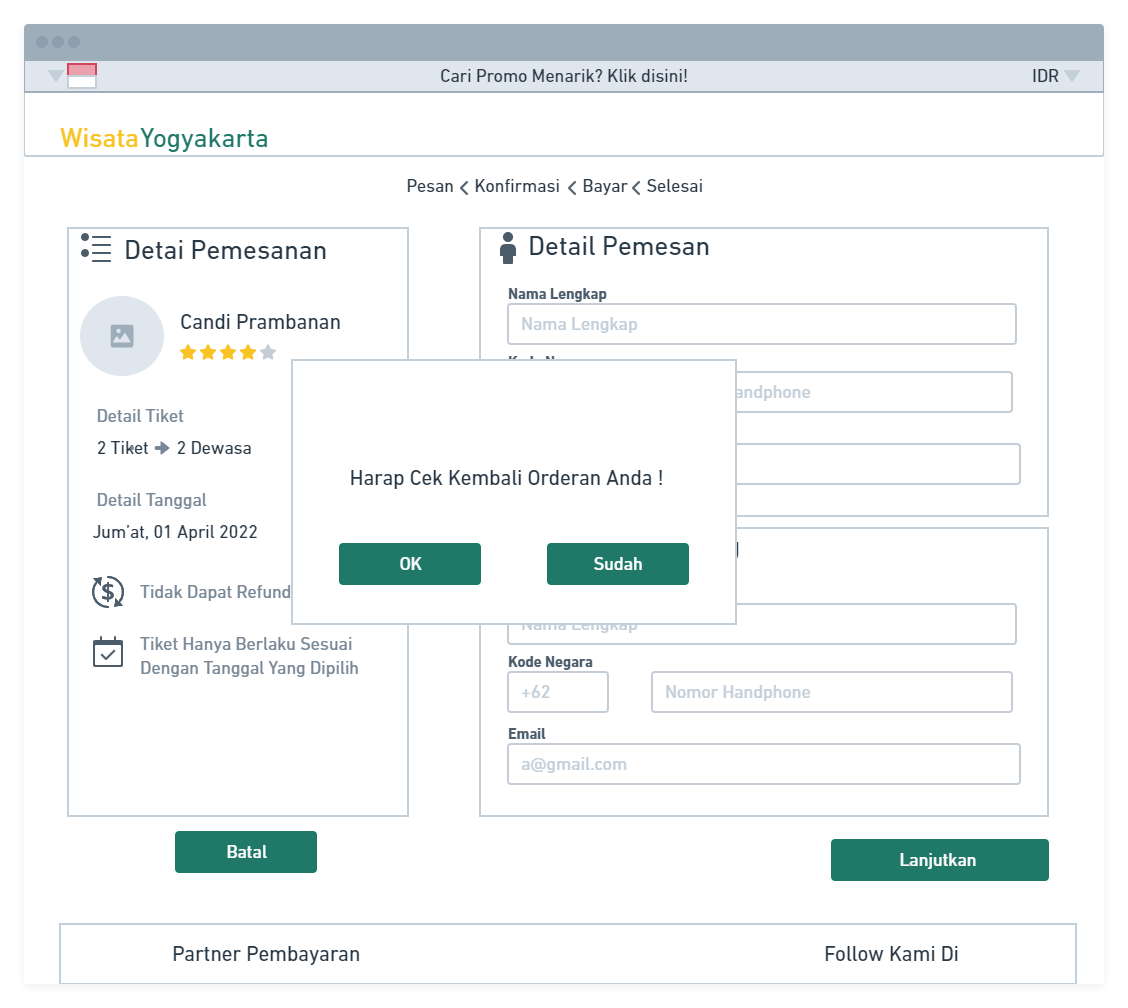 Cari Promo Menarik? Klik disini!
IDR
WisataYogyakarta
Pesan < Konfirmasi < Bayar < Selesai
Detai Pemesanan
Candi Prambanan
Detail Tiket
2 Tiket → 2 Dewasa
Detail Tanggal
Jum'at, 01 April 2022
Tidak Dapat Refund
Tiket Hanya Berlaku Sesuai
Dengan Tanggal Yang Dipilih
Batal
Detail Pemesan
Nama Lengkap
Nama Lengkap
Handphone
Harap Cek Kembali Orderan Anda !
OK
Sudah
Nama Lengkap
Kode Negara
+62
Nomor Handphone
Email
a@gmail.com
Lanjutkan
Partner Pembayaran
Follow Kami Di